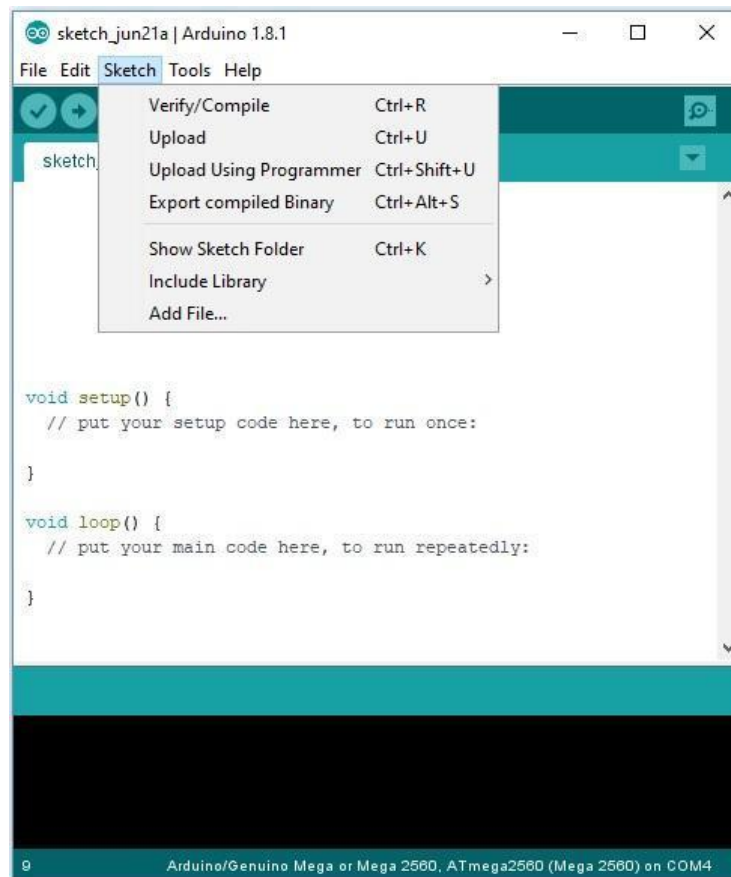 sketch_jun21a | Arduino 1.8.1
File Edit Sketch Tools Help
Verify/Compile Ctrl+R
Upload Ctrl+U
sketch_
Upload Using Programmer Ctrl+Shift+U
Export compiled Binary Ctrl+Alt+S
Show Sketch Folder Ctrl+K
Include Library
Add File...
void setup() {
  // put your setup code here, to run once:
}
void loop() {
  // put your main code here, to run repeatedly:
}
9 Arduino/Genuino Mega or Mega 2560, ATmega2560 (Mega 2560) on COM4